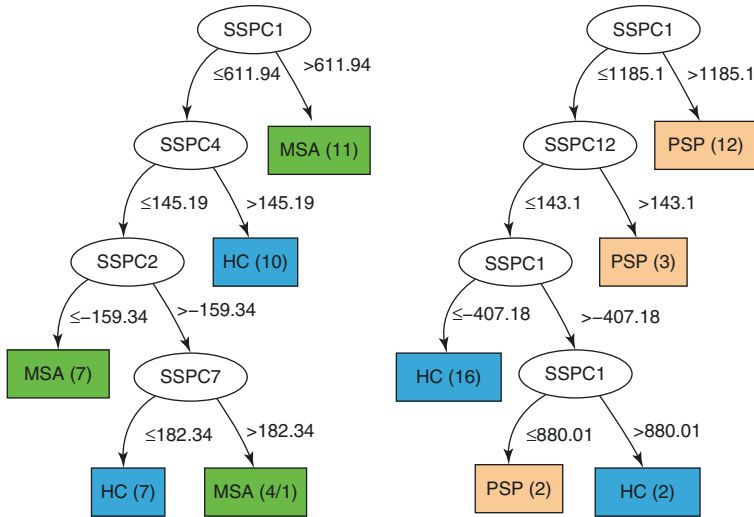 SSPC1
≤611.94
>611.94
SSPC4
MSA (11)
≤145.19
>145.19
SSPC2
HC (10)
≤−159.34
>−159.34
MSA (7)
SSPC7
≤182.34
>182.34
HC (7)
MSA (4/1)
SSPC1
≤1185.1
>1185.1
SSPC12
PSP (12)
≤143.1
>143.1
SSPC1
PSP (3)
≤−407.18
>−407.18
HC (16)
SSPC1
≤880.01
>880.01
PSP (2)
HC (2)